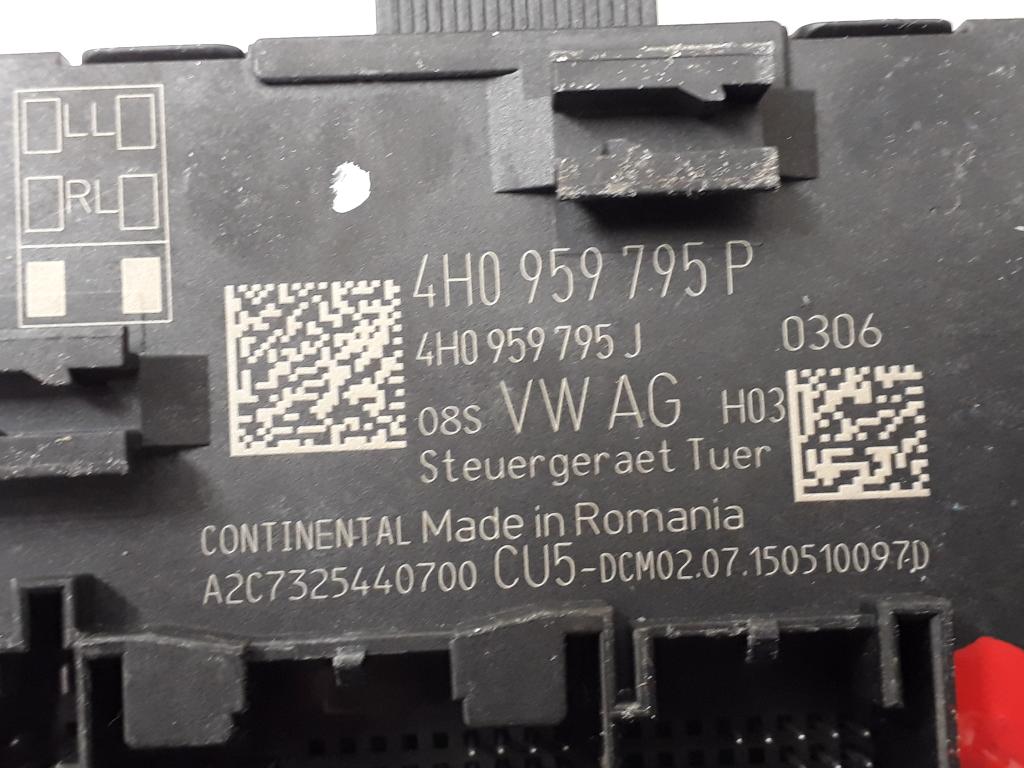 LL
RL
4H0 959 795 P
4H0 959 795 J
0306
08S VW AG H03
Steuergeraet Tuer
CONTINENTAL Made in Romania
A2C7325440700 CU5-DCM02.07.150510097D